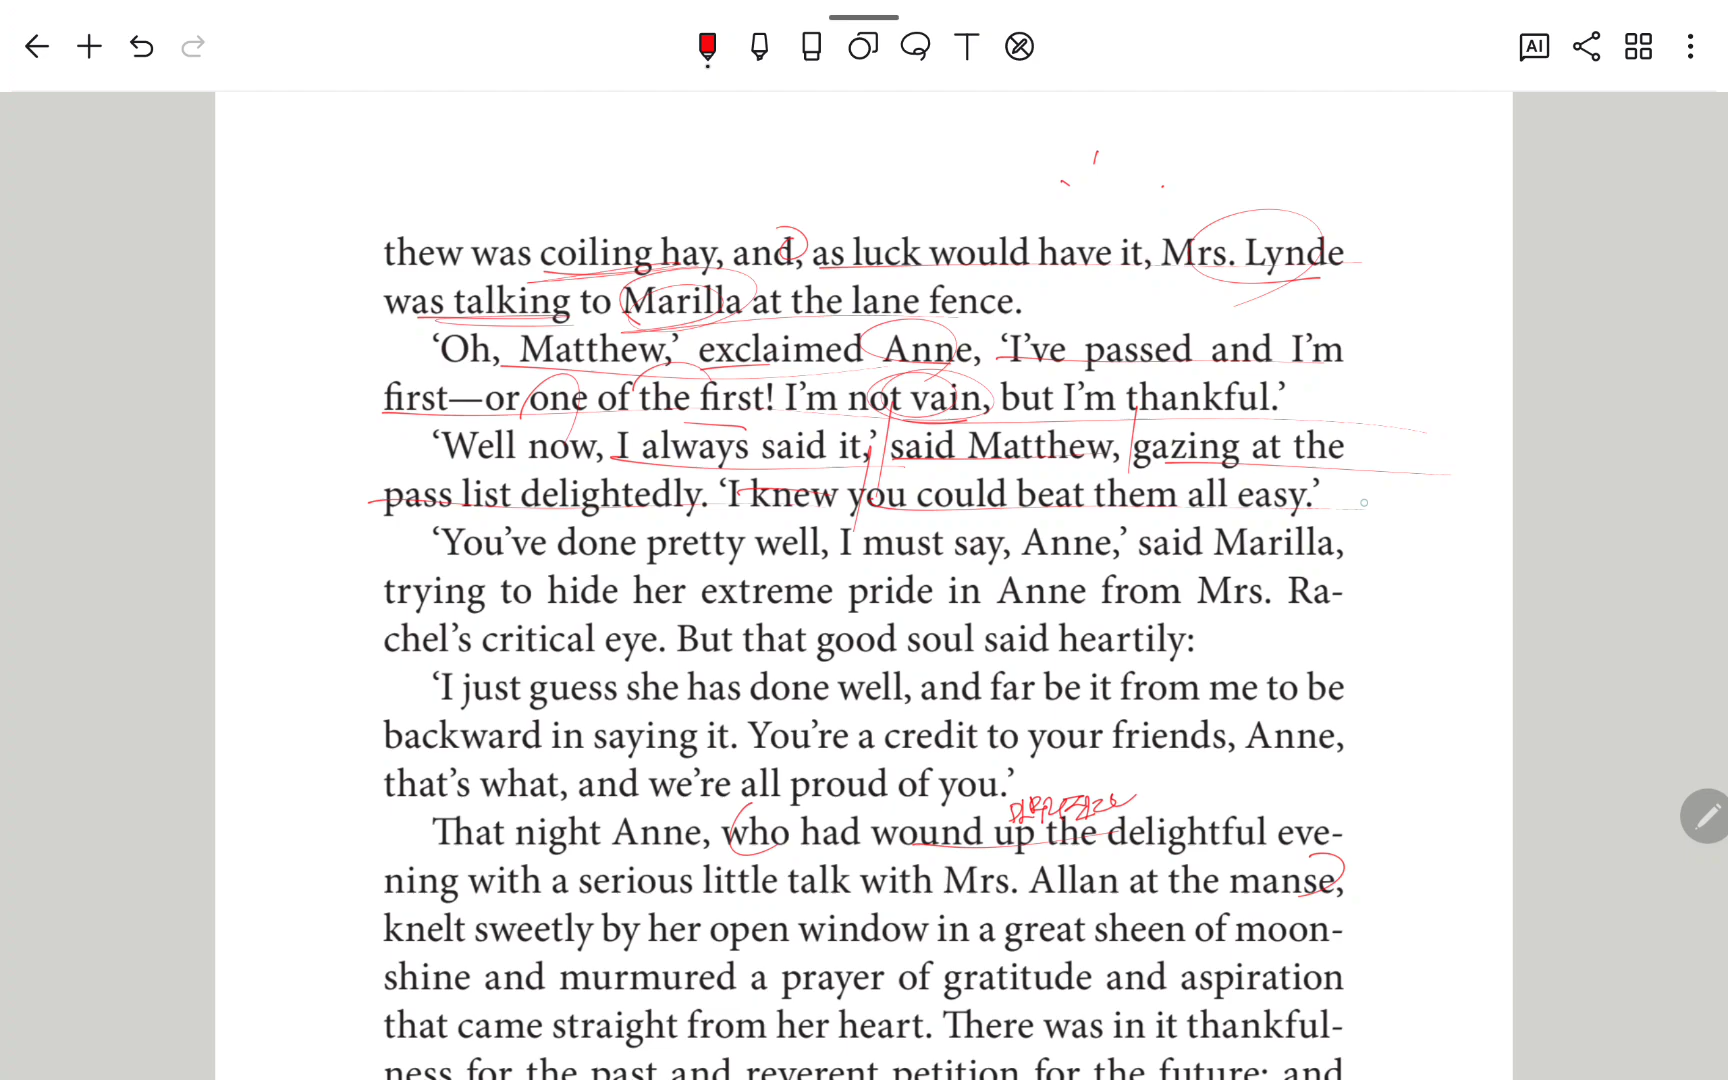 AI
thew was coiling hay, and, as luck would have it, Mrs. Lynde
was talking to Marilla at the lane fence.
‘Oh, Matthew,’ exclaimed Anne, ‘I’ve passed and I’m
first—or one of the first! I’m not vain, but I’m thankful.’
‘Well now, I always said it,’ said Matthew, gazing at the
pass list delightedly. ‘I knew you could beat them all easy.’
‘You’ve done pretty well, I must say, Anne,’ said Marilla,
trying to hide her extreme pride in Anne from Mrs. Ra-
chel’s critical eye. But that good soul said heartily:
‘I just guess she has done well, and far be it from me to be
backward in saying it. You’re a credit to your friends, Anne,
that’s what, and we’re all proud of you.’
That night Anne, who had wound up the delightful eve-
ning with a serious little talk with Mrs. Allan at the manse,
knelt sweetly by her open window in a great sheen of moon-
shine and murmured a prayer of gratitude and aspiration
that came straight from her heart. There was in it thankful-
ness for the past and reverent petition for the future; and